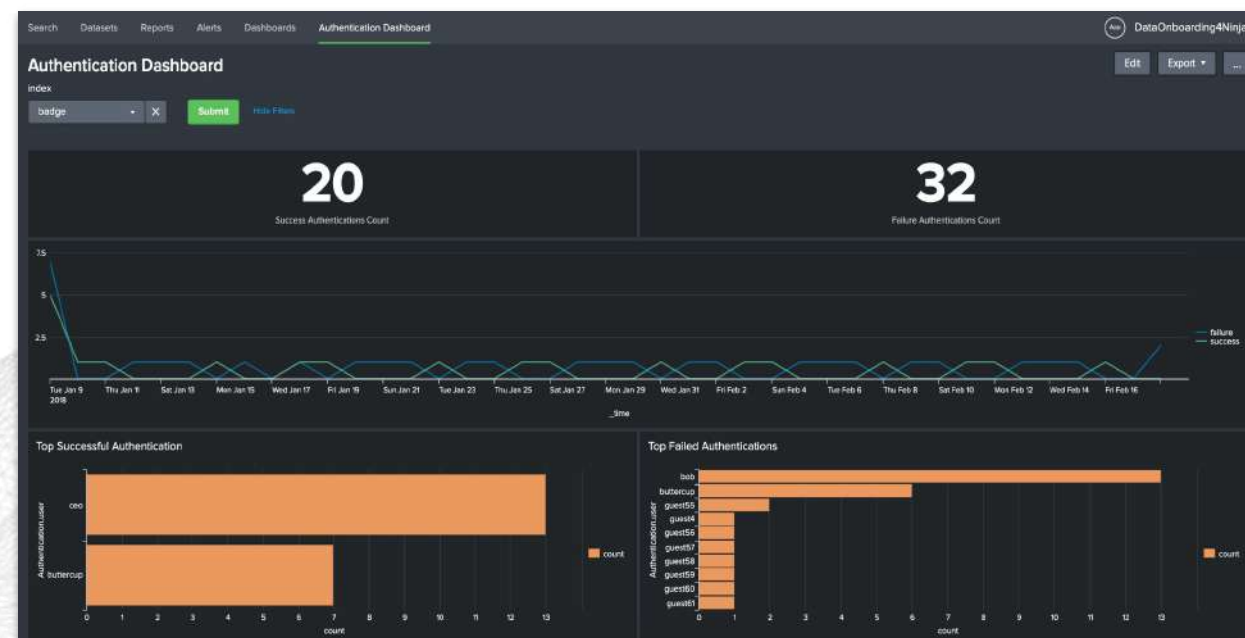 Search Datasets Reports Alerts Dashboards Authentication Dashboard DataOnboarding4Ninja
Authentication Dashboard Edit Export ...
index
badge X Submit Hide Filters
20
Success Authentications Count
32
Failure Authentications Count
7.5
5
2.5
failure
success
Tue Jan 9 Thu Jan 11 Sat Jan 13 Mon Jan 15 Wed Jan 17 Fri Jan 19 Sun Jan 21 Tue Jan 23 Thu Jan 25 Sat Jan 27 Mon Jan 29 Wed Jan 31 Fri Feb 2 Sun Feb 4 Tue Feb 6 Thu Feb 8 Sat Feb 10 Mon Feb 12 Wed Feb 14 Fri Feb 16
2018
_time
Top Successful Authentication
Authentication.user
ceo
buttercup
count
0 1 2 3 4 5 6 7 8 9 10 11 12 13
count
Top Failed Authentications
Authentication.user
bob
buttercup
guest55
guest4
guest56
guest57
guest58
guest59
guest60
guest61
count
0 1 2 3 4 5 6 7 8 9 10 11 12 13
count